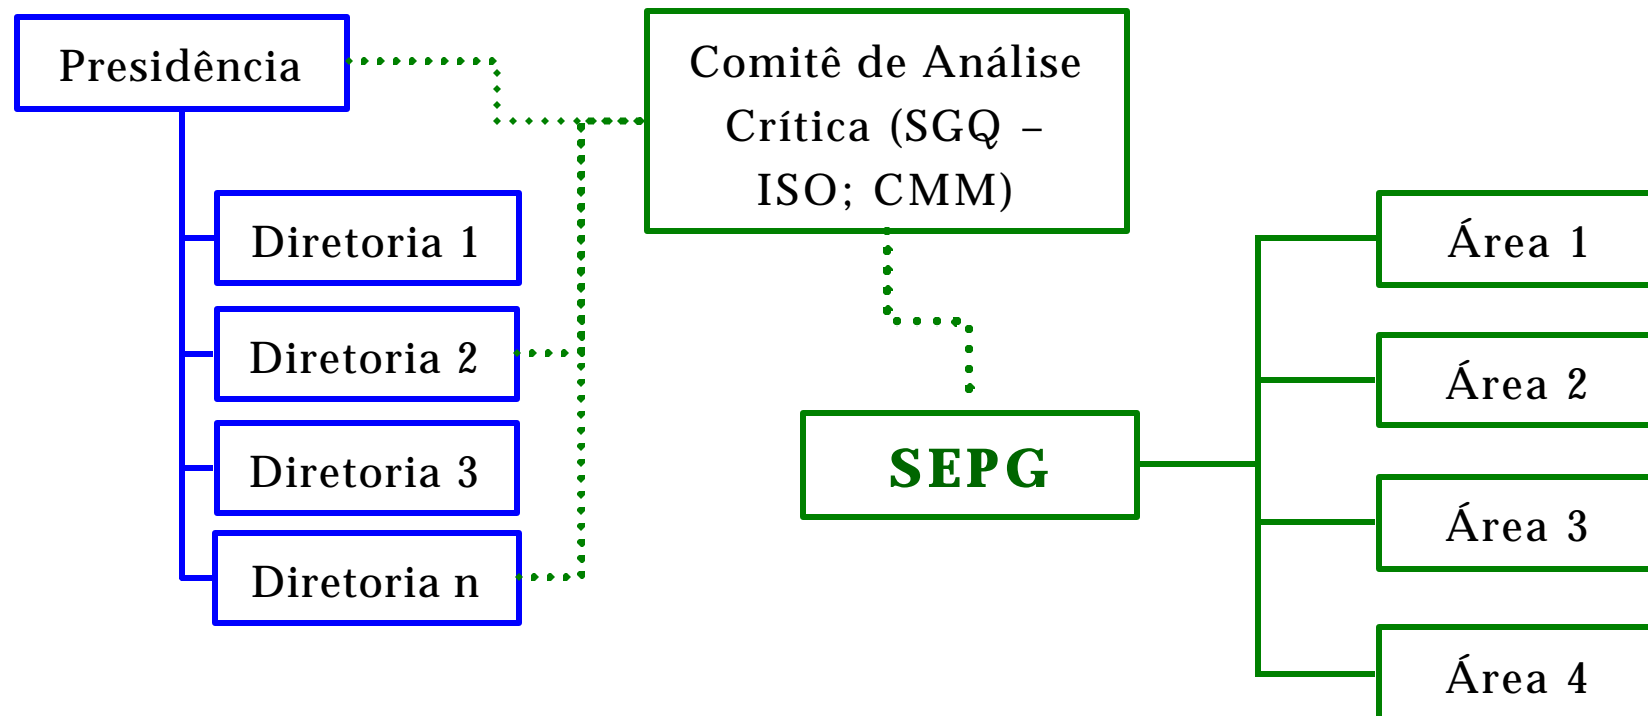 Presidência
Comitê de Análise
Crítica (SGQ –
ISO; CMM)
Diretoria 1
Diretoria 2
Diretoria 3
Diretoria n
SEPG
Área 1
Área 2
Área 3
Área 4